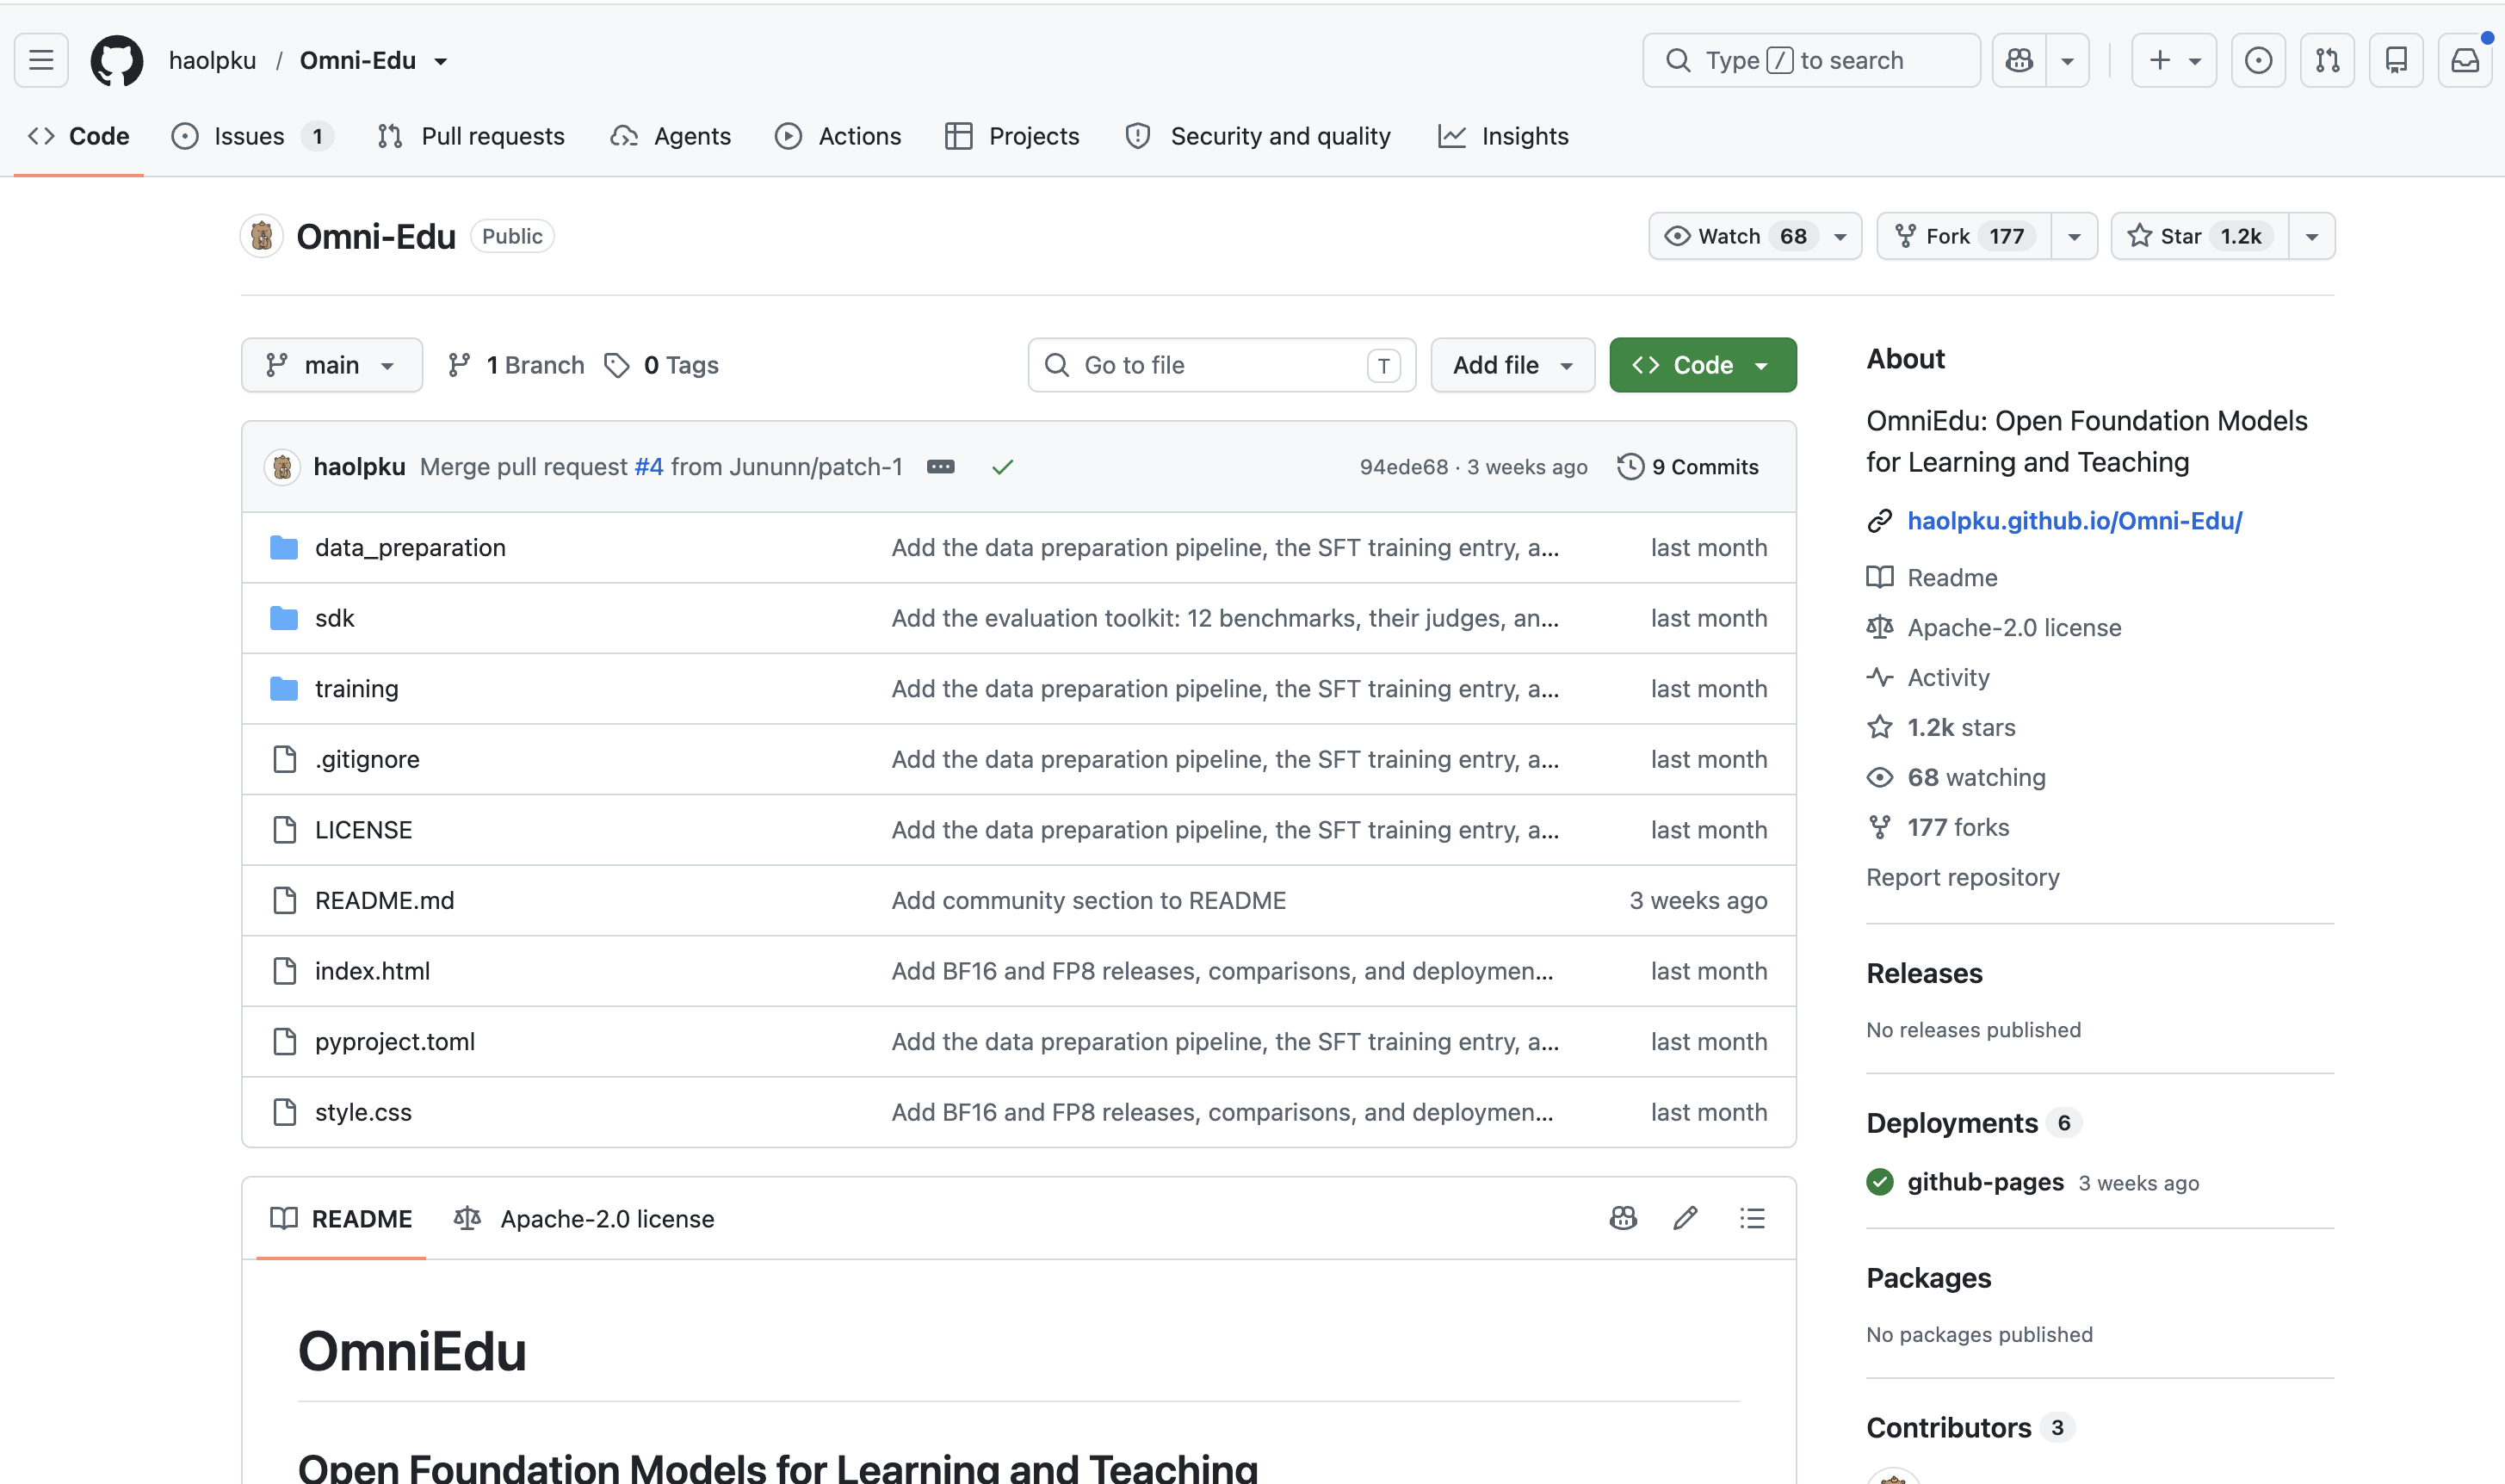 haolpku / Omni-Edu
Type / to search
Code
Issues 1
Pull requests
Agents
Actions
Projects
Security and quality
Insights
Omni-Edu Public
Watch 68
Fork 177
Star 1.2k
main
1 Branch
0 Tags
Go to file T
Add file
Code
haolpku Merge pull request #4 from Jununn/patch-1 94ede68 · 3 weeks ago 9 Commits
data_preparation Add the data preparation pipeline, the SFT training entry, a... last month
sdk Add the evaluation toolkit: 12 benchmarks, their judges, an... last month
training Add the data preparation pipeline, the SFT training entry, a... last month
.gitignore Add the data preparation pipeline, the SFT training entry, a... last month
LICENSE Add the data preparation pipeline, the SFT training entry, a... last month
README.md Add community section to README 3 weeks ago
index.html Add BF16 and FP8 releases, comparisons, and deploymen... last month
pyproject.toml Add the data preparation pipeline, the SFT training entry, a... last month
style.css Add BF16 and FP8 releases, comparisons, and deploymen... last month
README
Apache-2.0 license
OmniEdu
Open Foundation Models for Learning and Teaching
About
OmniEdu: Open Foundation Models
for Learning and Teaching
haolpku.github.io/Omni-Edu/
Readme
Apache-2.0 license
Activity
1.2k stars
68 watching
177 forks
Report repository
Releases
No releases published
Deployments 6
github-pages 3 weeks ago
Packages
No packages published
Contributors 3